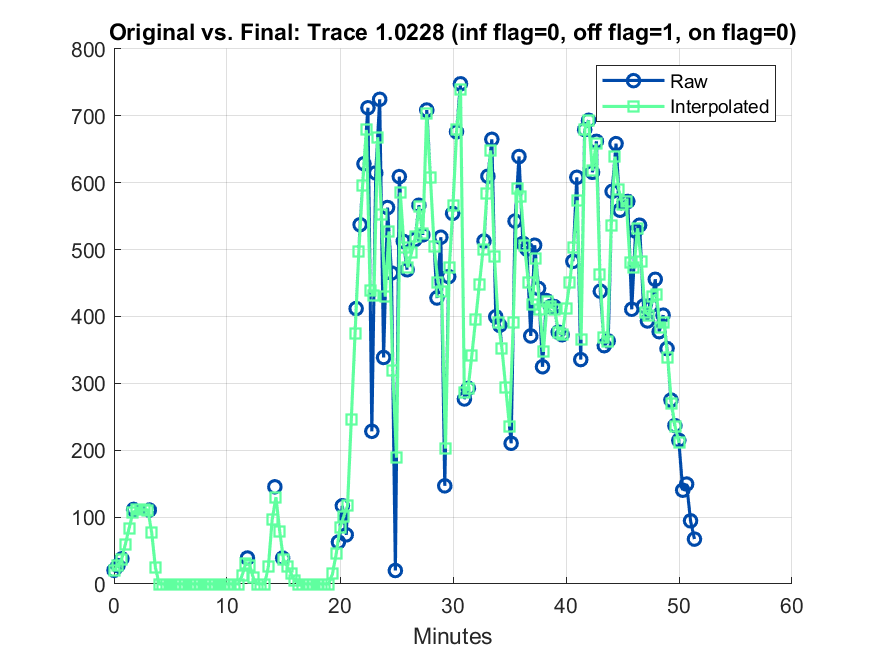 Original vs. Final: Trace 1.0228 (inf flag=0, off flag=1, on flag=0)
800
700
600
500
400
300
200
100
0
Raw
Interpolated
0 10 20 30 40 50 60
Minutes